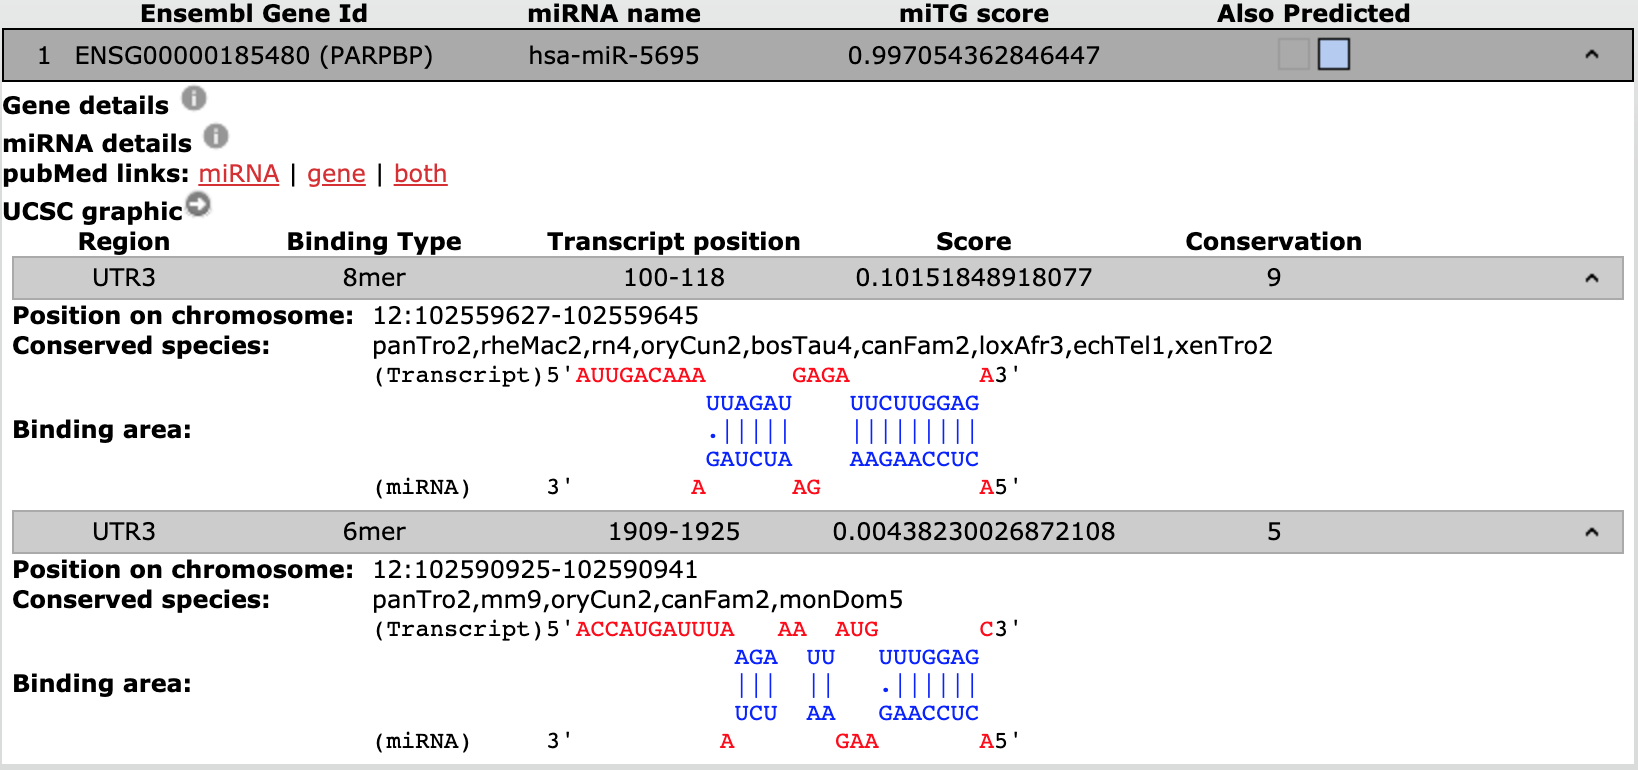 Ensembl Gene Id miRNA name miTG score Also Predicted
1 ENSG00000185480 (PARPBP) hsa-miR-5695 0.997054362846447
Gene details
miRNA details
pubMed links: miRNA | gene | both
UCSC graphic
Region Binding Type Transcript position Score Conservation
UTR3 8mer 100-118 0.10151848918077 9
Position on chromosome: 12:102559627-102559645
Conserved species: panTro2,rheMac2,rn4,oryCun2,bosTau4,canFam2,loxAfr3,echTel1,xenTro2
(Transcript)5'AUUGACAAA GAGA A3'
UUAGAU UUCUUGGAG
Binding area: .||||| |||||||||
GAUCUA AAGAACCUC
(miRNA) 3' A AG A5'
UTR3 6mer 1909-1925 0.00438230026872108 5
Position on chromosome: 12:102590925-102590941
Conserved species: panTro2,mm9,oryCun2,canFam2,monDom5
(Transcript)5'ACCAUGAUUUA AA AUG C3'
AGA UU UUUGGAG
Binding area: ||| || .||||||
UCU AA GAACCUC
(miRNA) 3' A GAA A5'